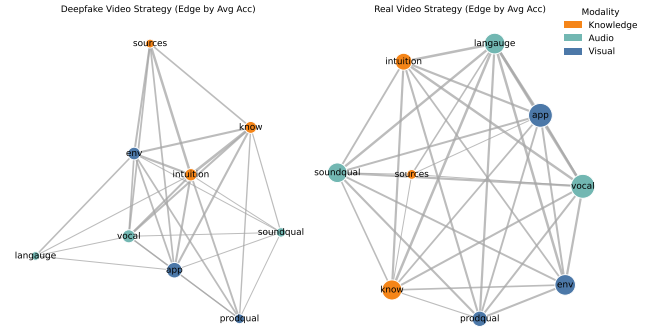 Deepfake Video Strategy (Edge by Avg Acc)
sources
know
env
intuition
vocal
soundqual
langauge
app
prodqual
Real Video Strategy (Edge by Avg Acc)
langauge
intuition
app
soundqual
sources
vocal
know
env
prodqual
Modality
Knowledge
Audio
Visual